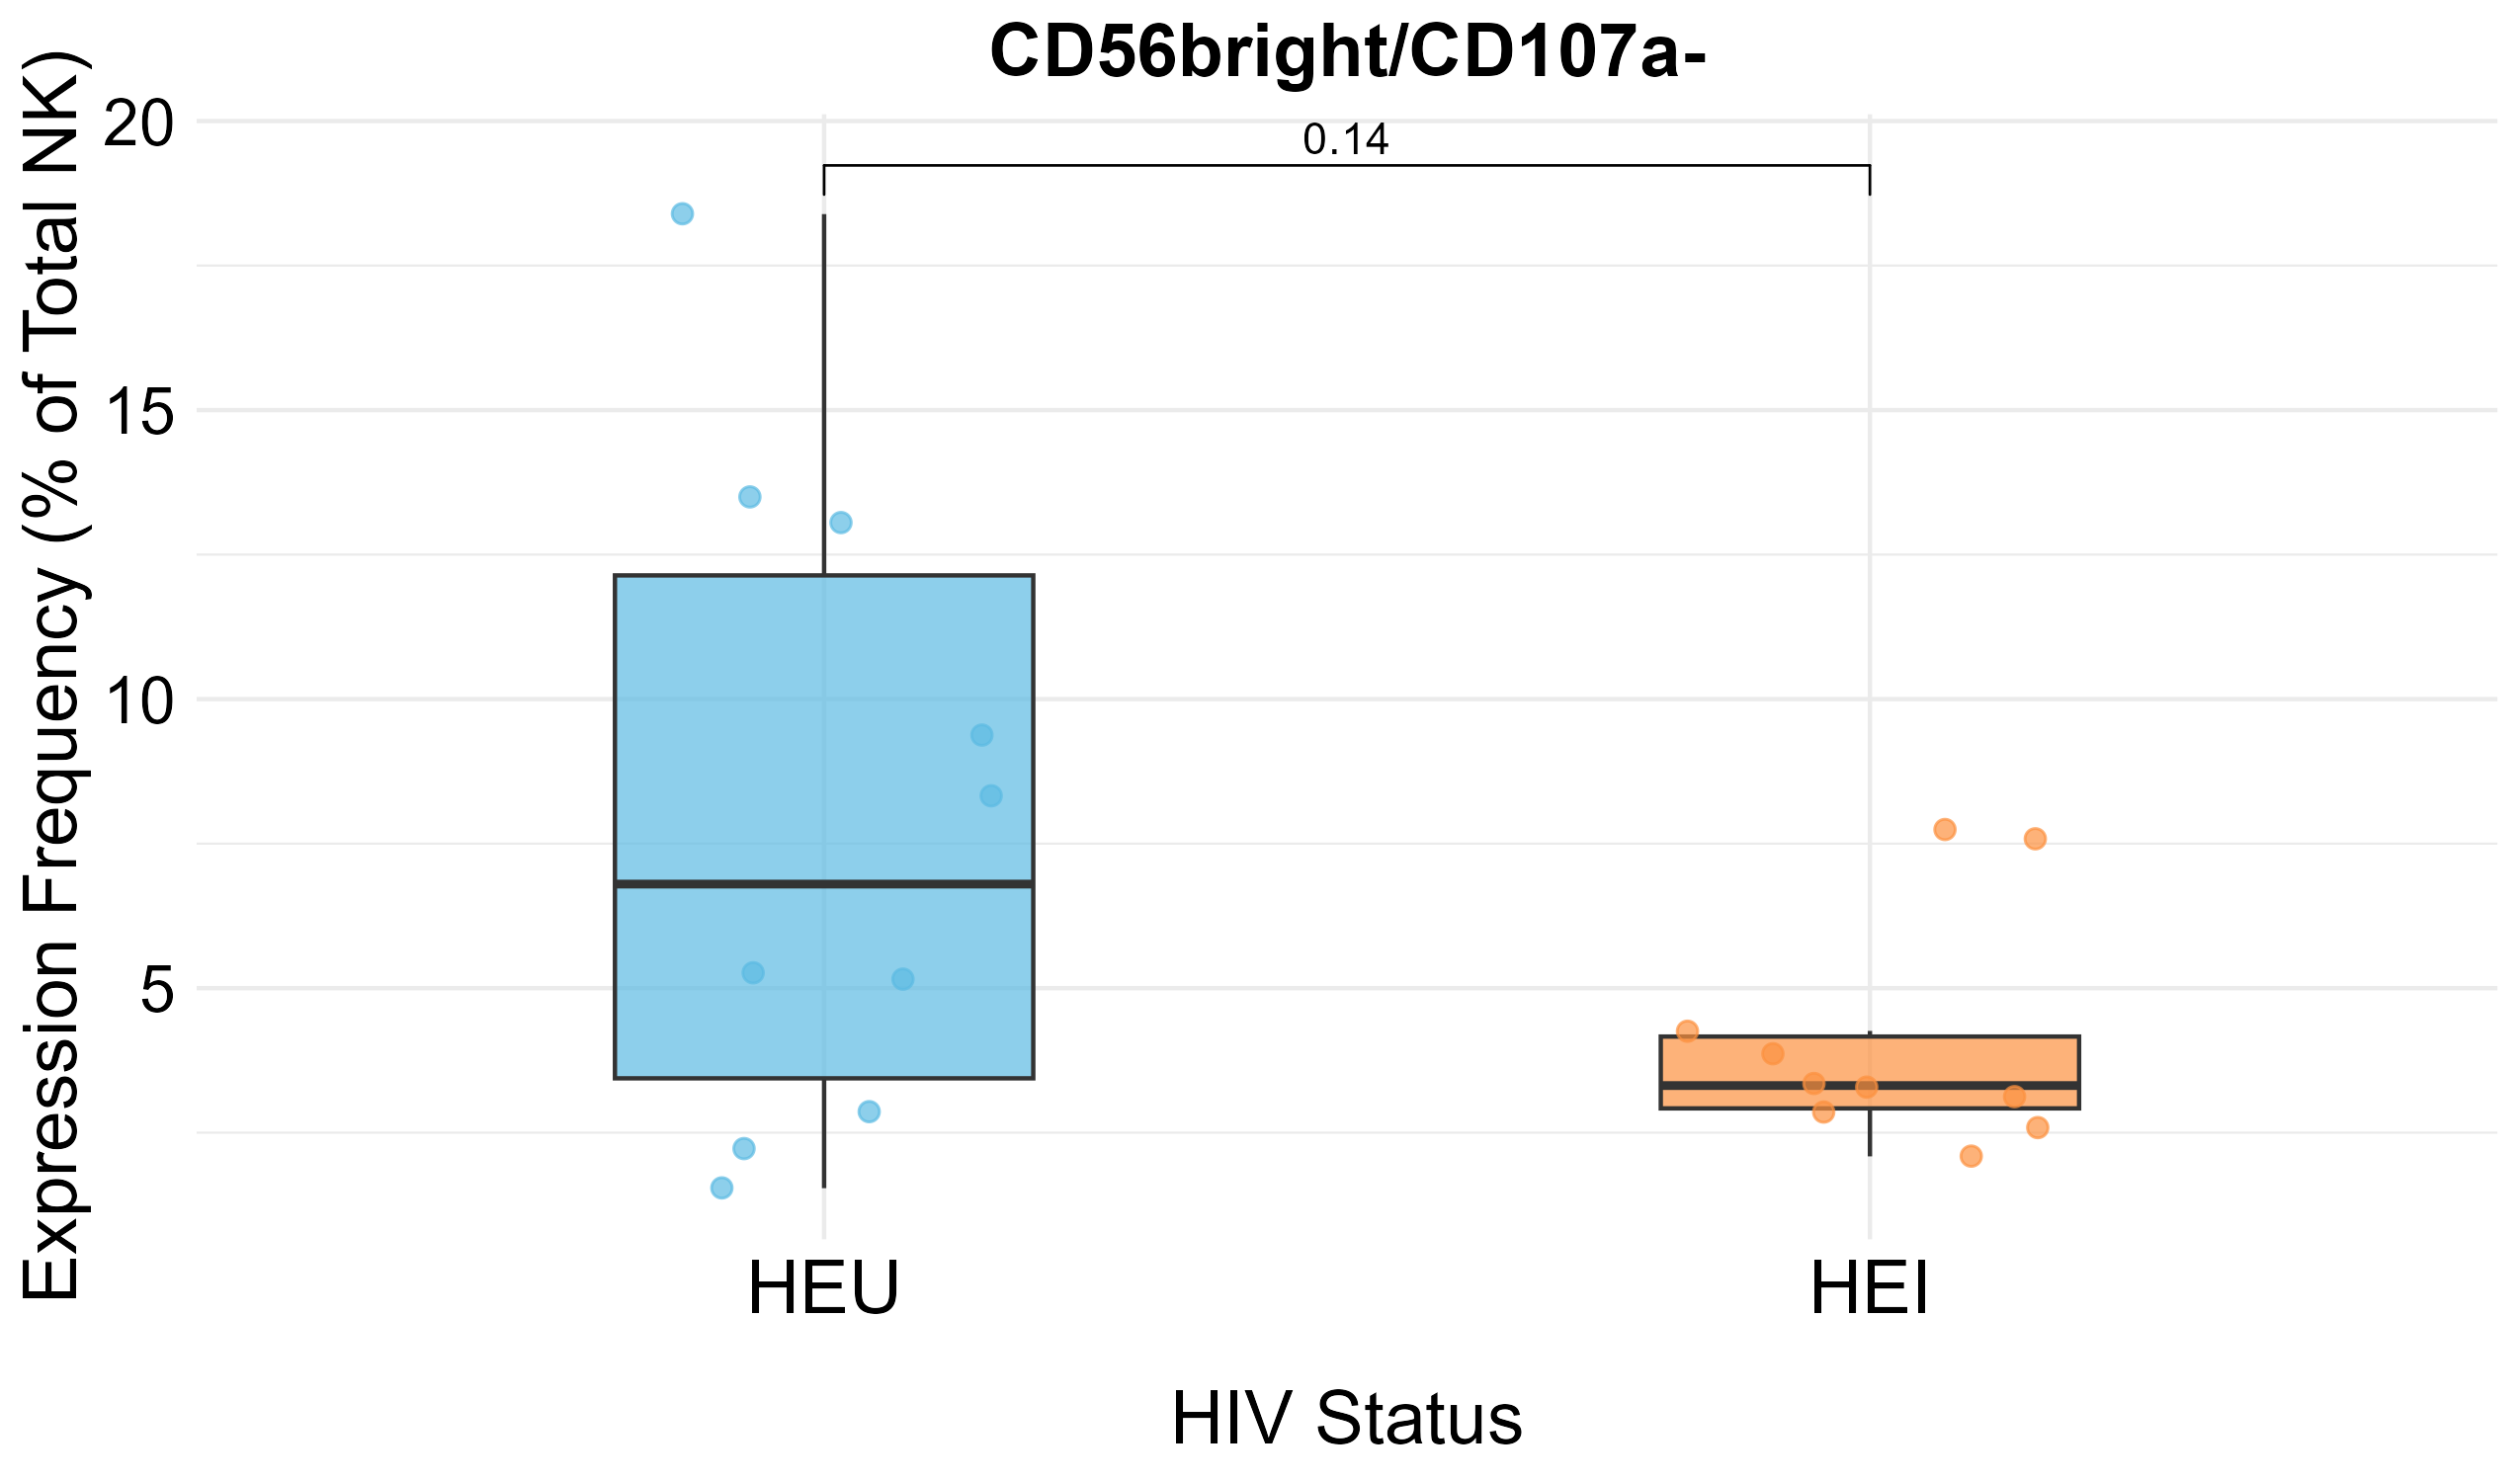 CD56bright/CD107a-
Expression Frequency (% of Total NK)
20
15
10
5
0.14
HEU
HEI
HIV Status